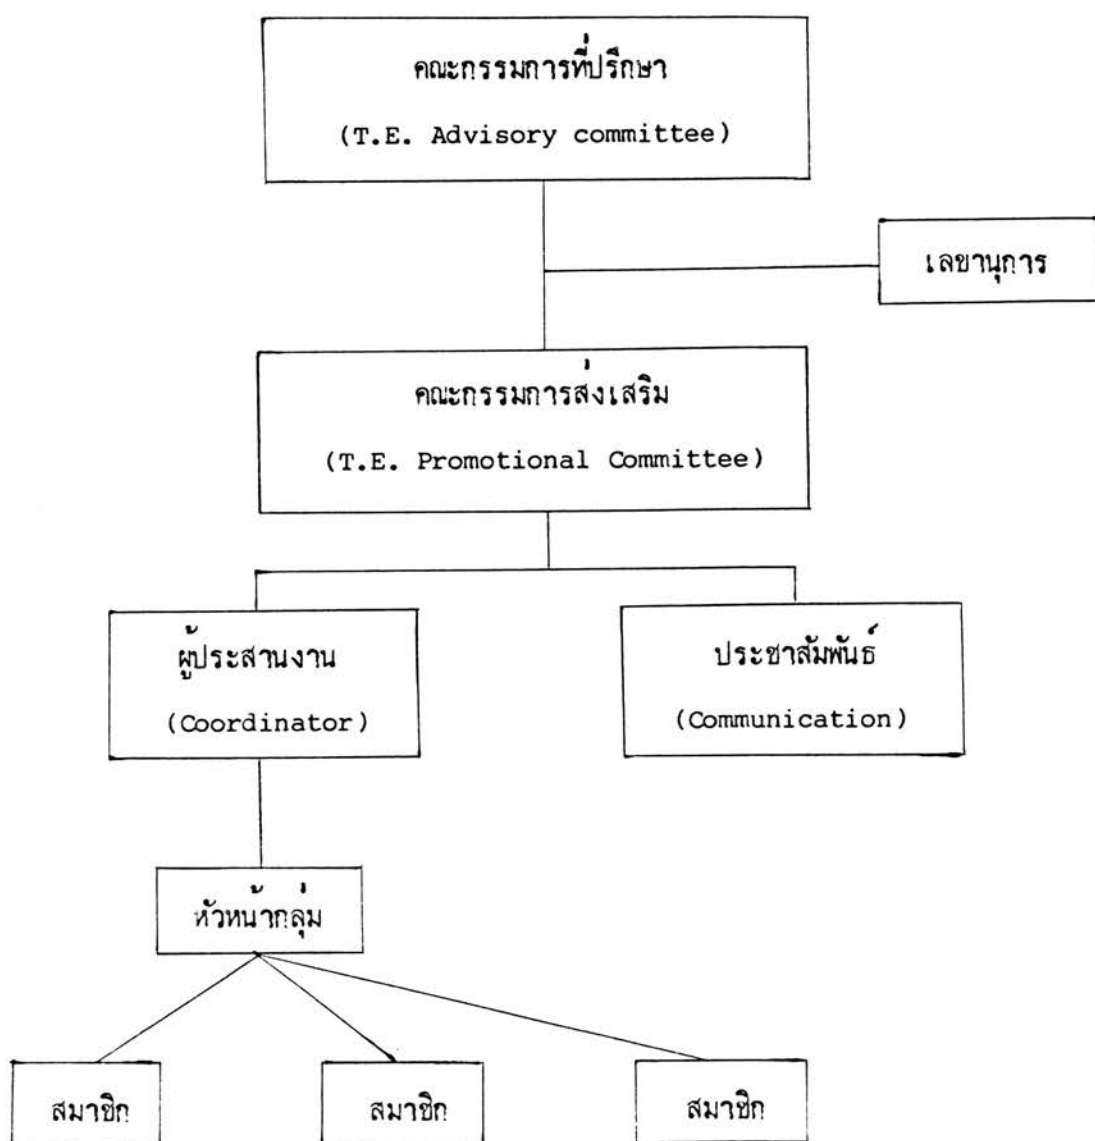 คณะกรรมการที่ปรึกษา
(T.E. Advisory committee)
เลขานุการ
คณะกรรมการส่งเสริม
(T.E. Promotional Committee)
ผู้ประสานงาน
(Coordinator)
ประชาสัมพันธ์
(Communication)
หัวหน้ากลุ่ม
สมาชิก
สมาชิก
สมาชิก